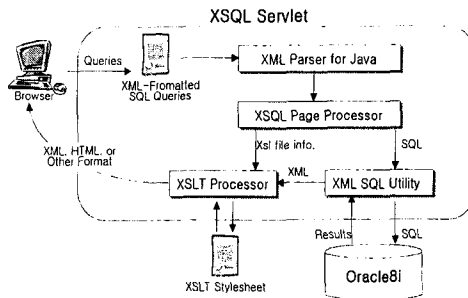 XSQL Servlet
Queries
Browser
XML-Fromatted
SQL Queries
XML Parser for Java
XSQL Page Processor
Xsl file info.
SQL
XML, HTML, or
Other Format
XSLT Processor
XML
XML SQL Utility
Results
SQL
XSLT Stylesheet
Oracle8i